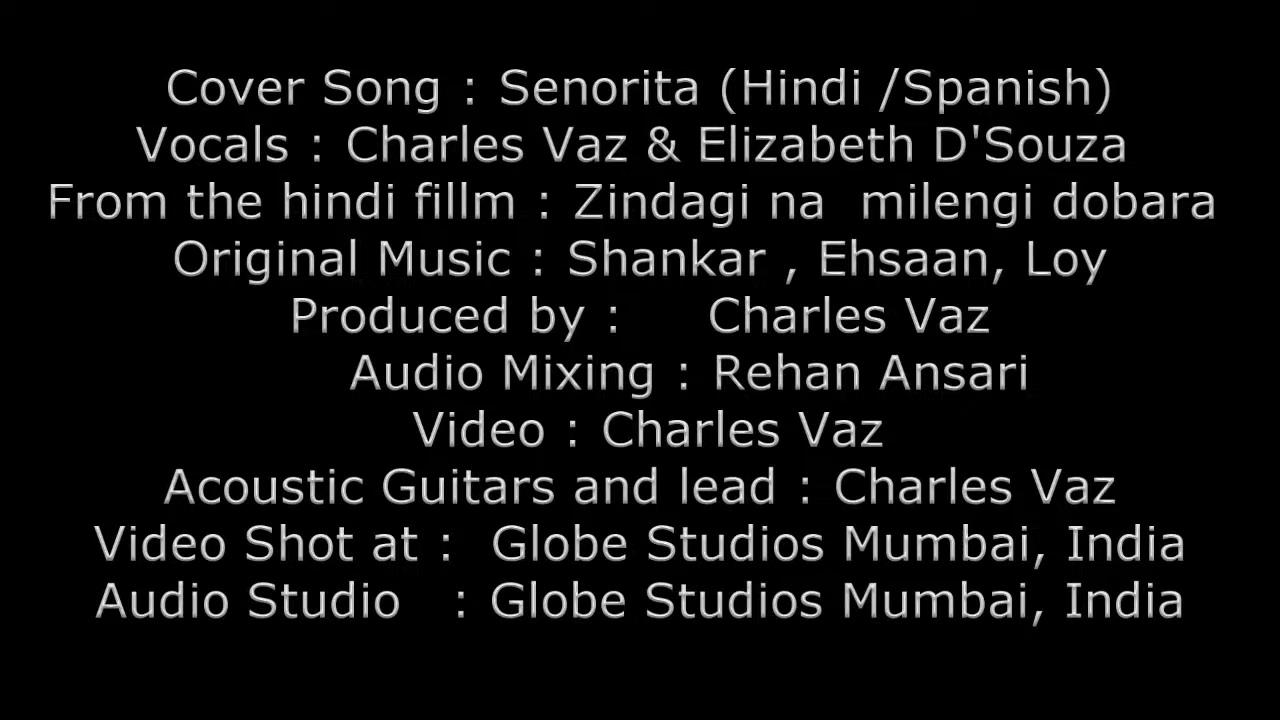 Cover Song : Senorita (Hindi /Spanish)
Vocals : Charles Vaz & Elizabeth D'Souza
From the hindi fillm : Zindagi na milengi dobara
Original Music : Shankar , Ehsaan, Loy
Produced by : Charles Vaz
Audio Mixing : Rehan Ansari
Video : Charles Vaz
Acoustic Guitars and lead : Charles Vaz
Video Shot at : Globe Studios Mumbai, India
Audio Studio : Globe Studios Mumbai, India